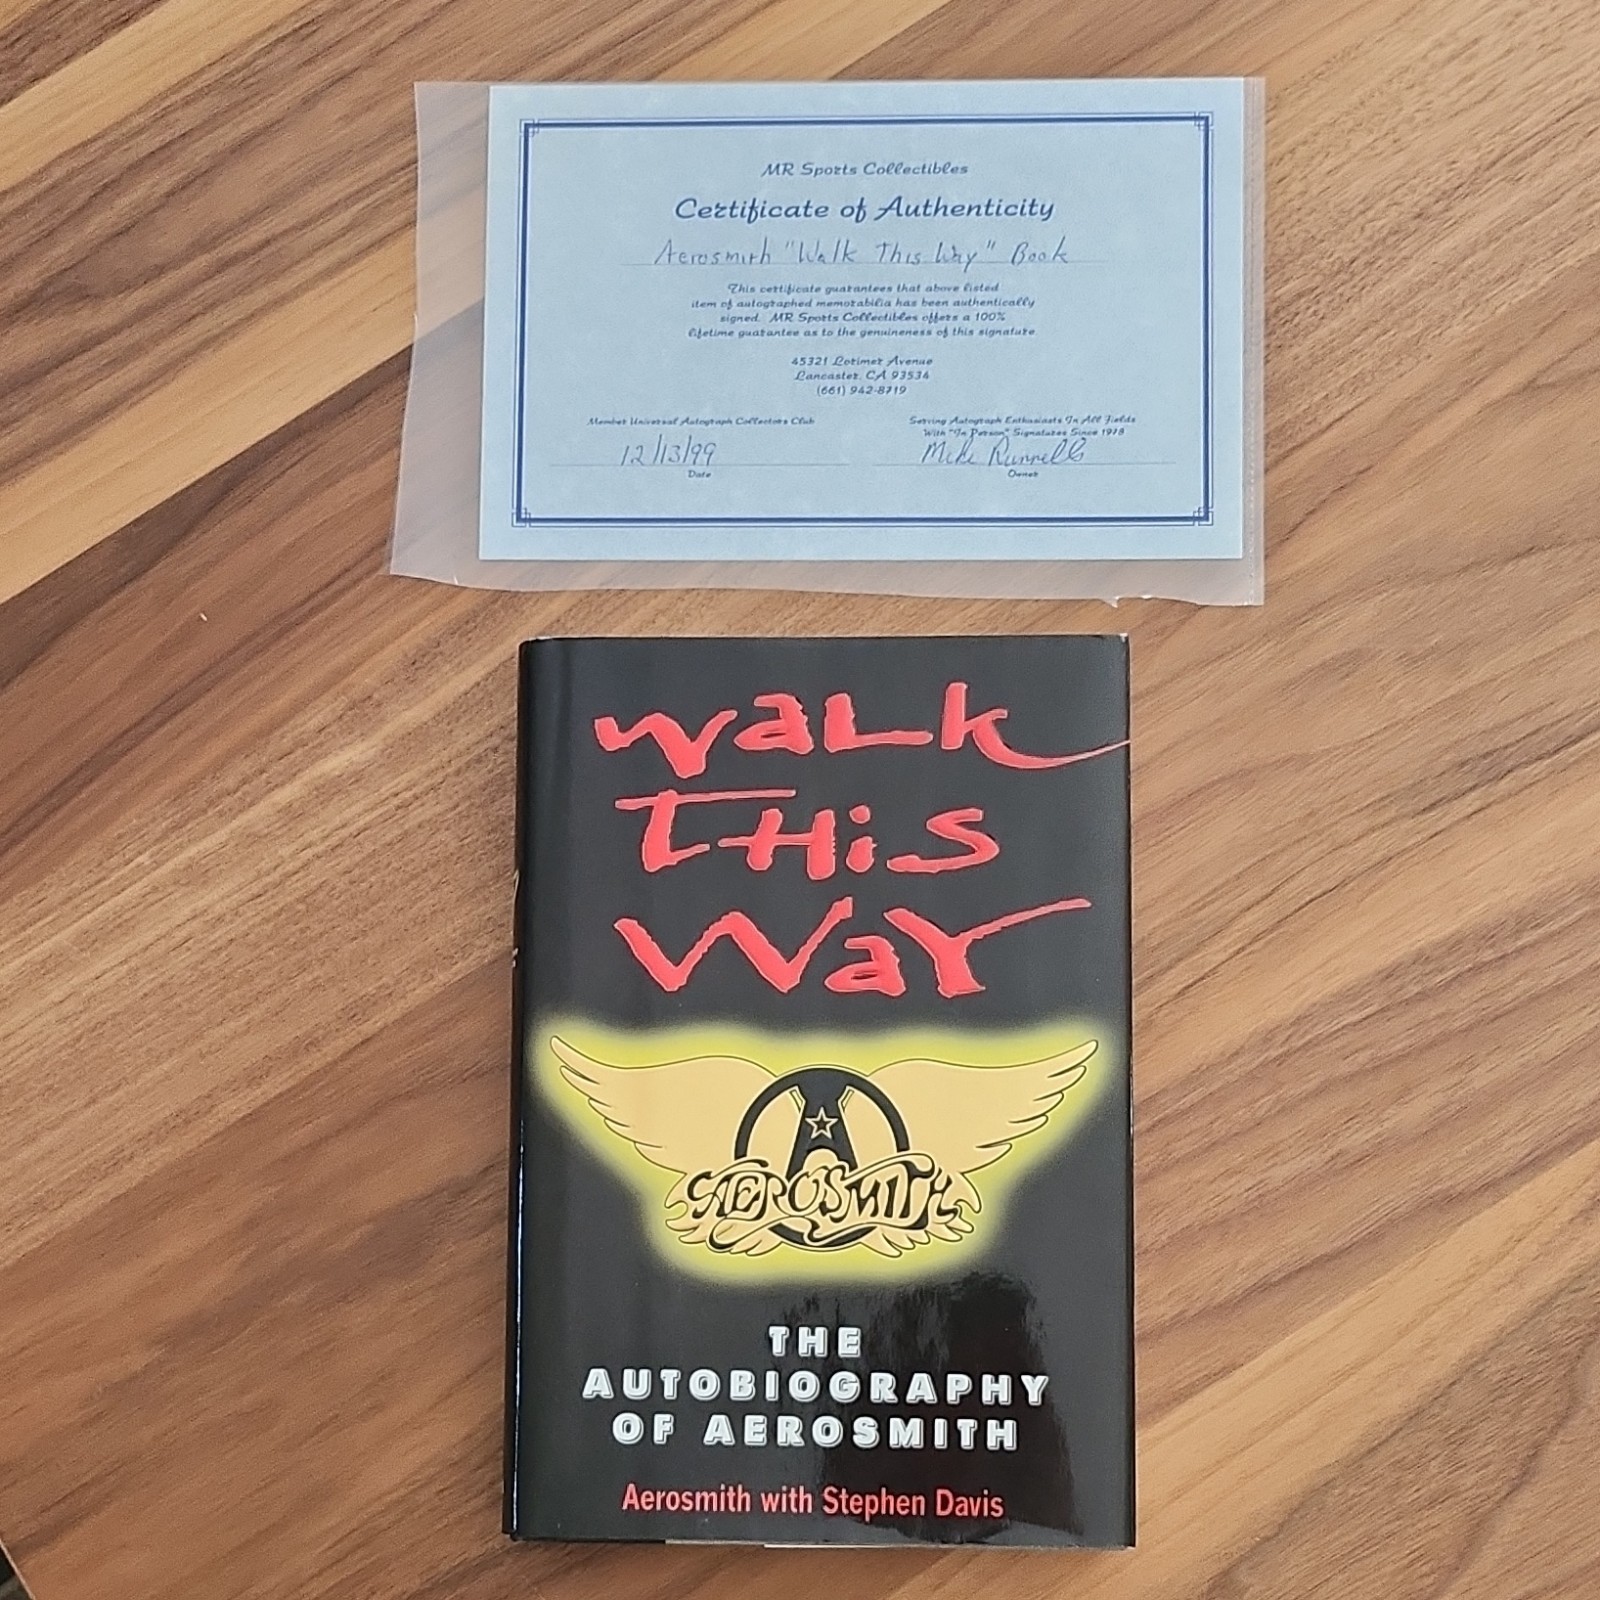 MR Sports Collectibles
Certificate of Authenticity
Aerosmith "Walk This Way" Book
This certificate guarantees that above listed
item of autographed memorabilia has been authentically
signed. MR Sports Collectibles offers a 100%
lifetime guarantee as to the genuineness of this signature
45321 Lorimer Avenue
Lancaster, CA 93534
(661) 942-8719
Member Universal Autograph Collectors Club
Serving Autograph Enthusiasts In All Fields
With "In Person" Signatures Since 1978
12/13/99
Mike Runnells
Date
Owner
Walk
This
Way
A
AEROSMITH
THE
AUTOBIOGRAPHY
OF AEROSMITH
Aerosmith with Stephen Davis